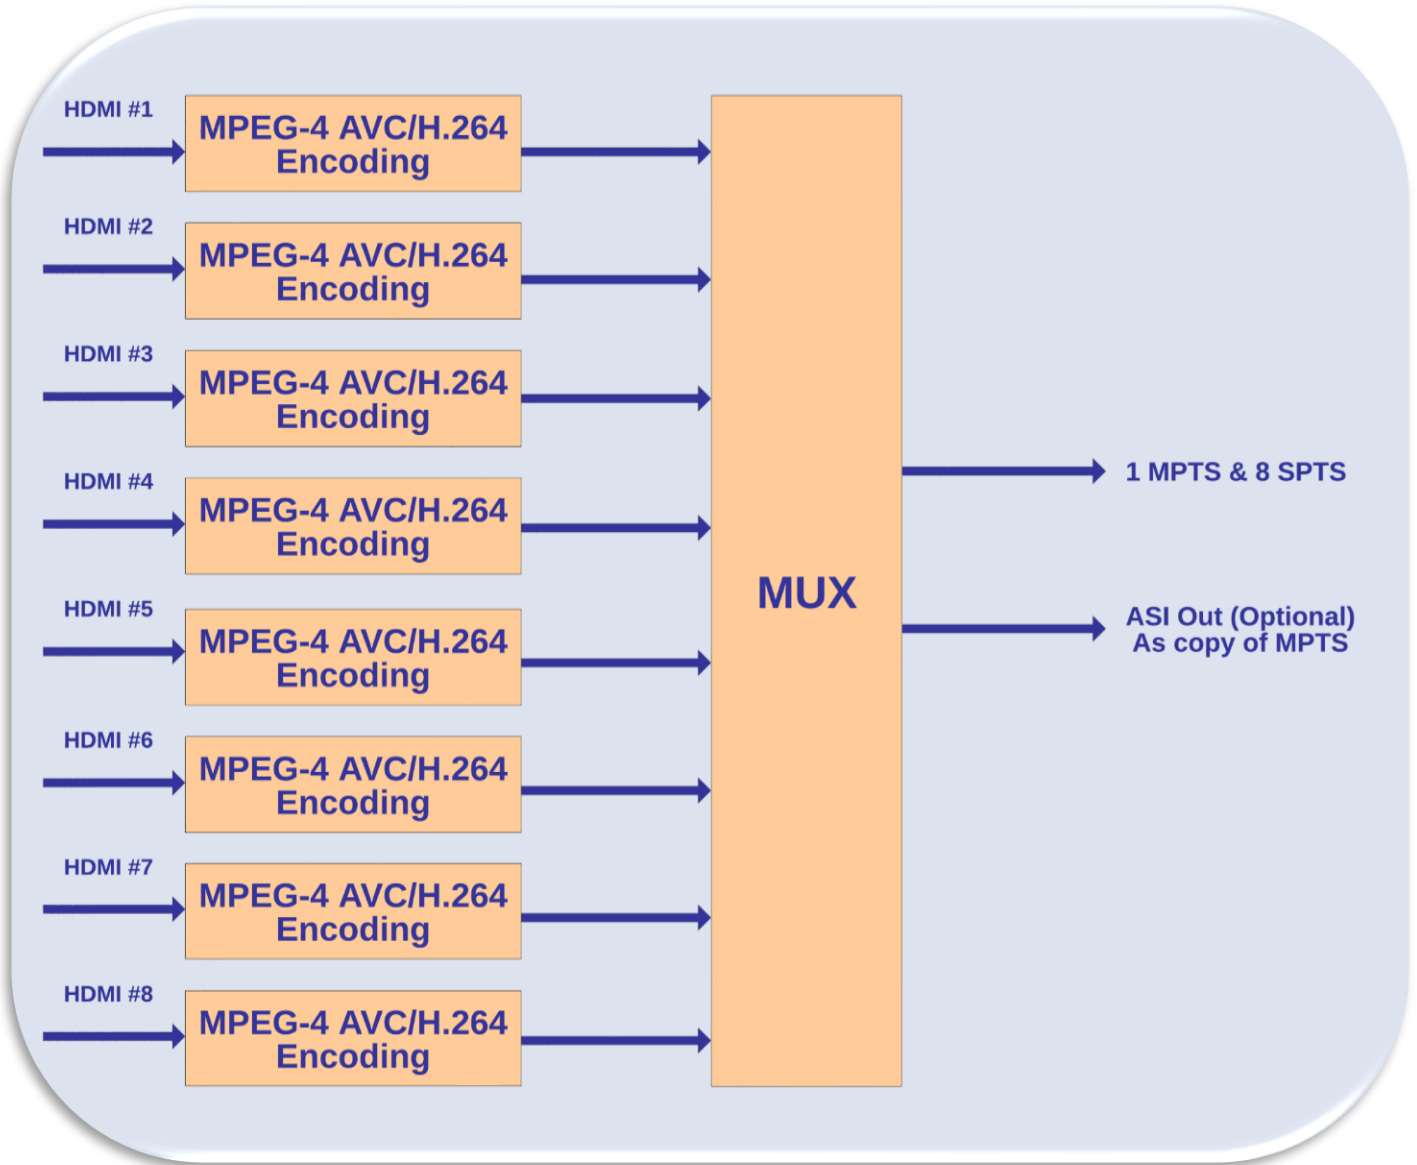 HDMI #1
MPEG-4 AVC/H.264
Encoding
HDMI #2
MPEG-4 AVC/H.264
Encoding
HDMI #3
MPEG-4 AVC/H.264
Encoding
HDMI #4
MPEG-4 AVC/H.264
Encoding
HDMI #5
MPEG-4 AVC/H.264
Encoding
HDMI #6
MPEG-4 AVC/H.264
Encoding
HDMI #7
MPEG-4 AVC/H.264
Encoding
HDMI #8
MPEG-4 AVC/H.264
Encoding
MUX
1 MPTS & 8 SPTS
ASI Out (Optional)
As copy of MPTS